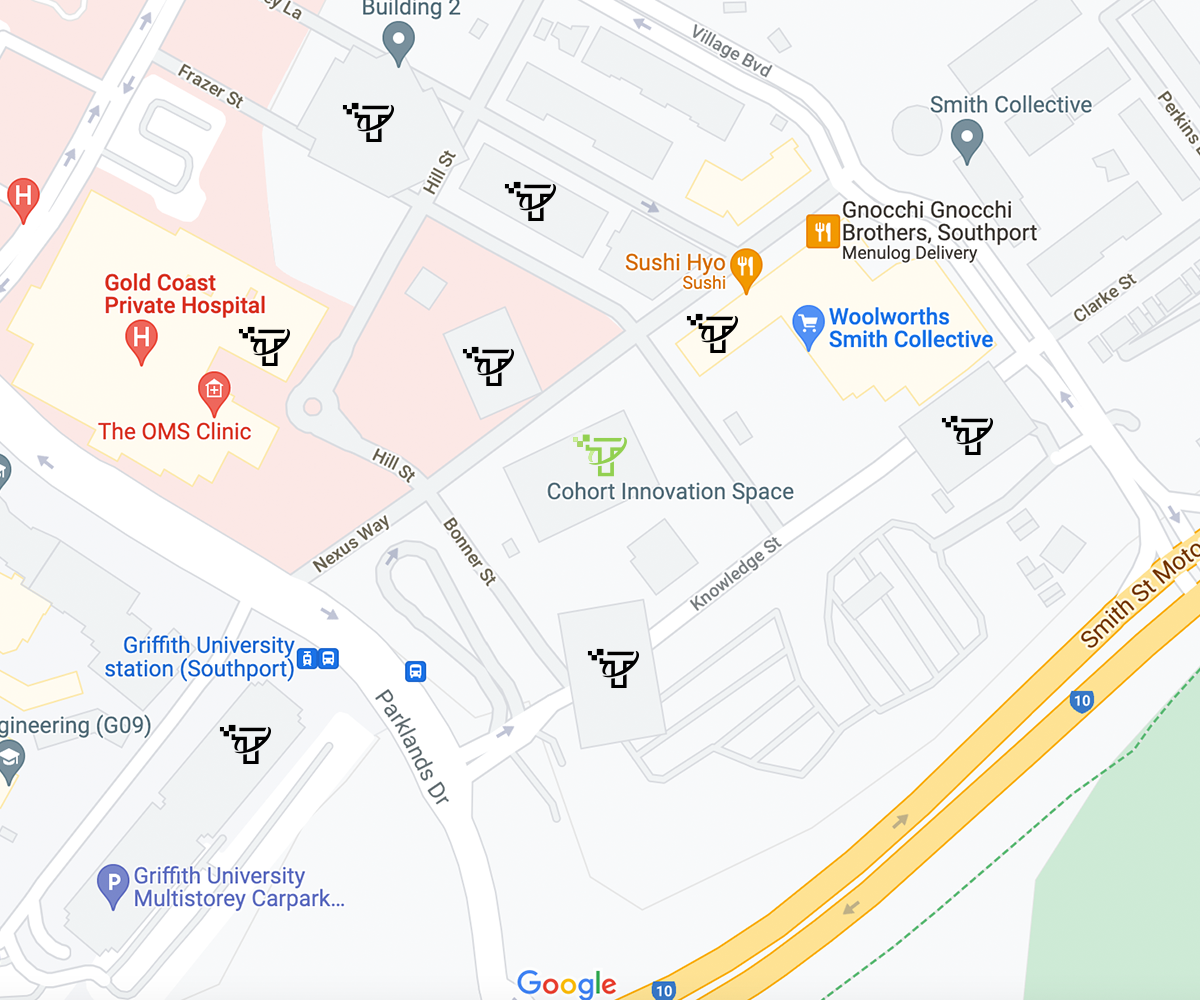 Building 2
Village Bvd
Frazer St
Smith Collective
Hill St
H
Gnocchi Gnocchi
Brothers, Southport
Menulog Delivery
Sushi Hyo
Sushi
Gold Coast
Private Hospital
H
Clarke St
Woolworths
Smith Collective
The OMS Clinic
Hill St
Cohort Innovation Space
Nexus Way
Bonner St
Knowledge St
Smith St Moto
Griffith University
station (Southport)
10
gineering (G09)
Parklands Dr
P
Griffith University
Multistorey Carpark...
Google
10